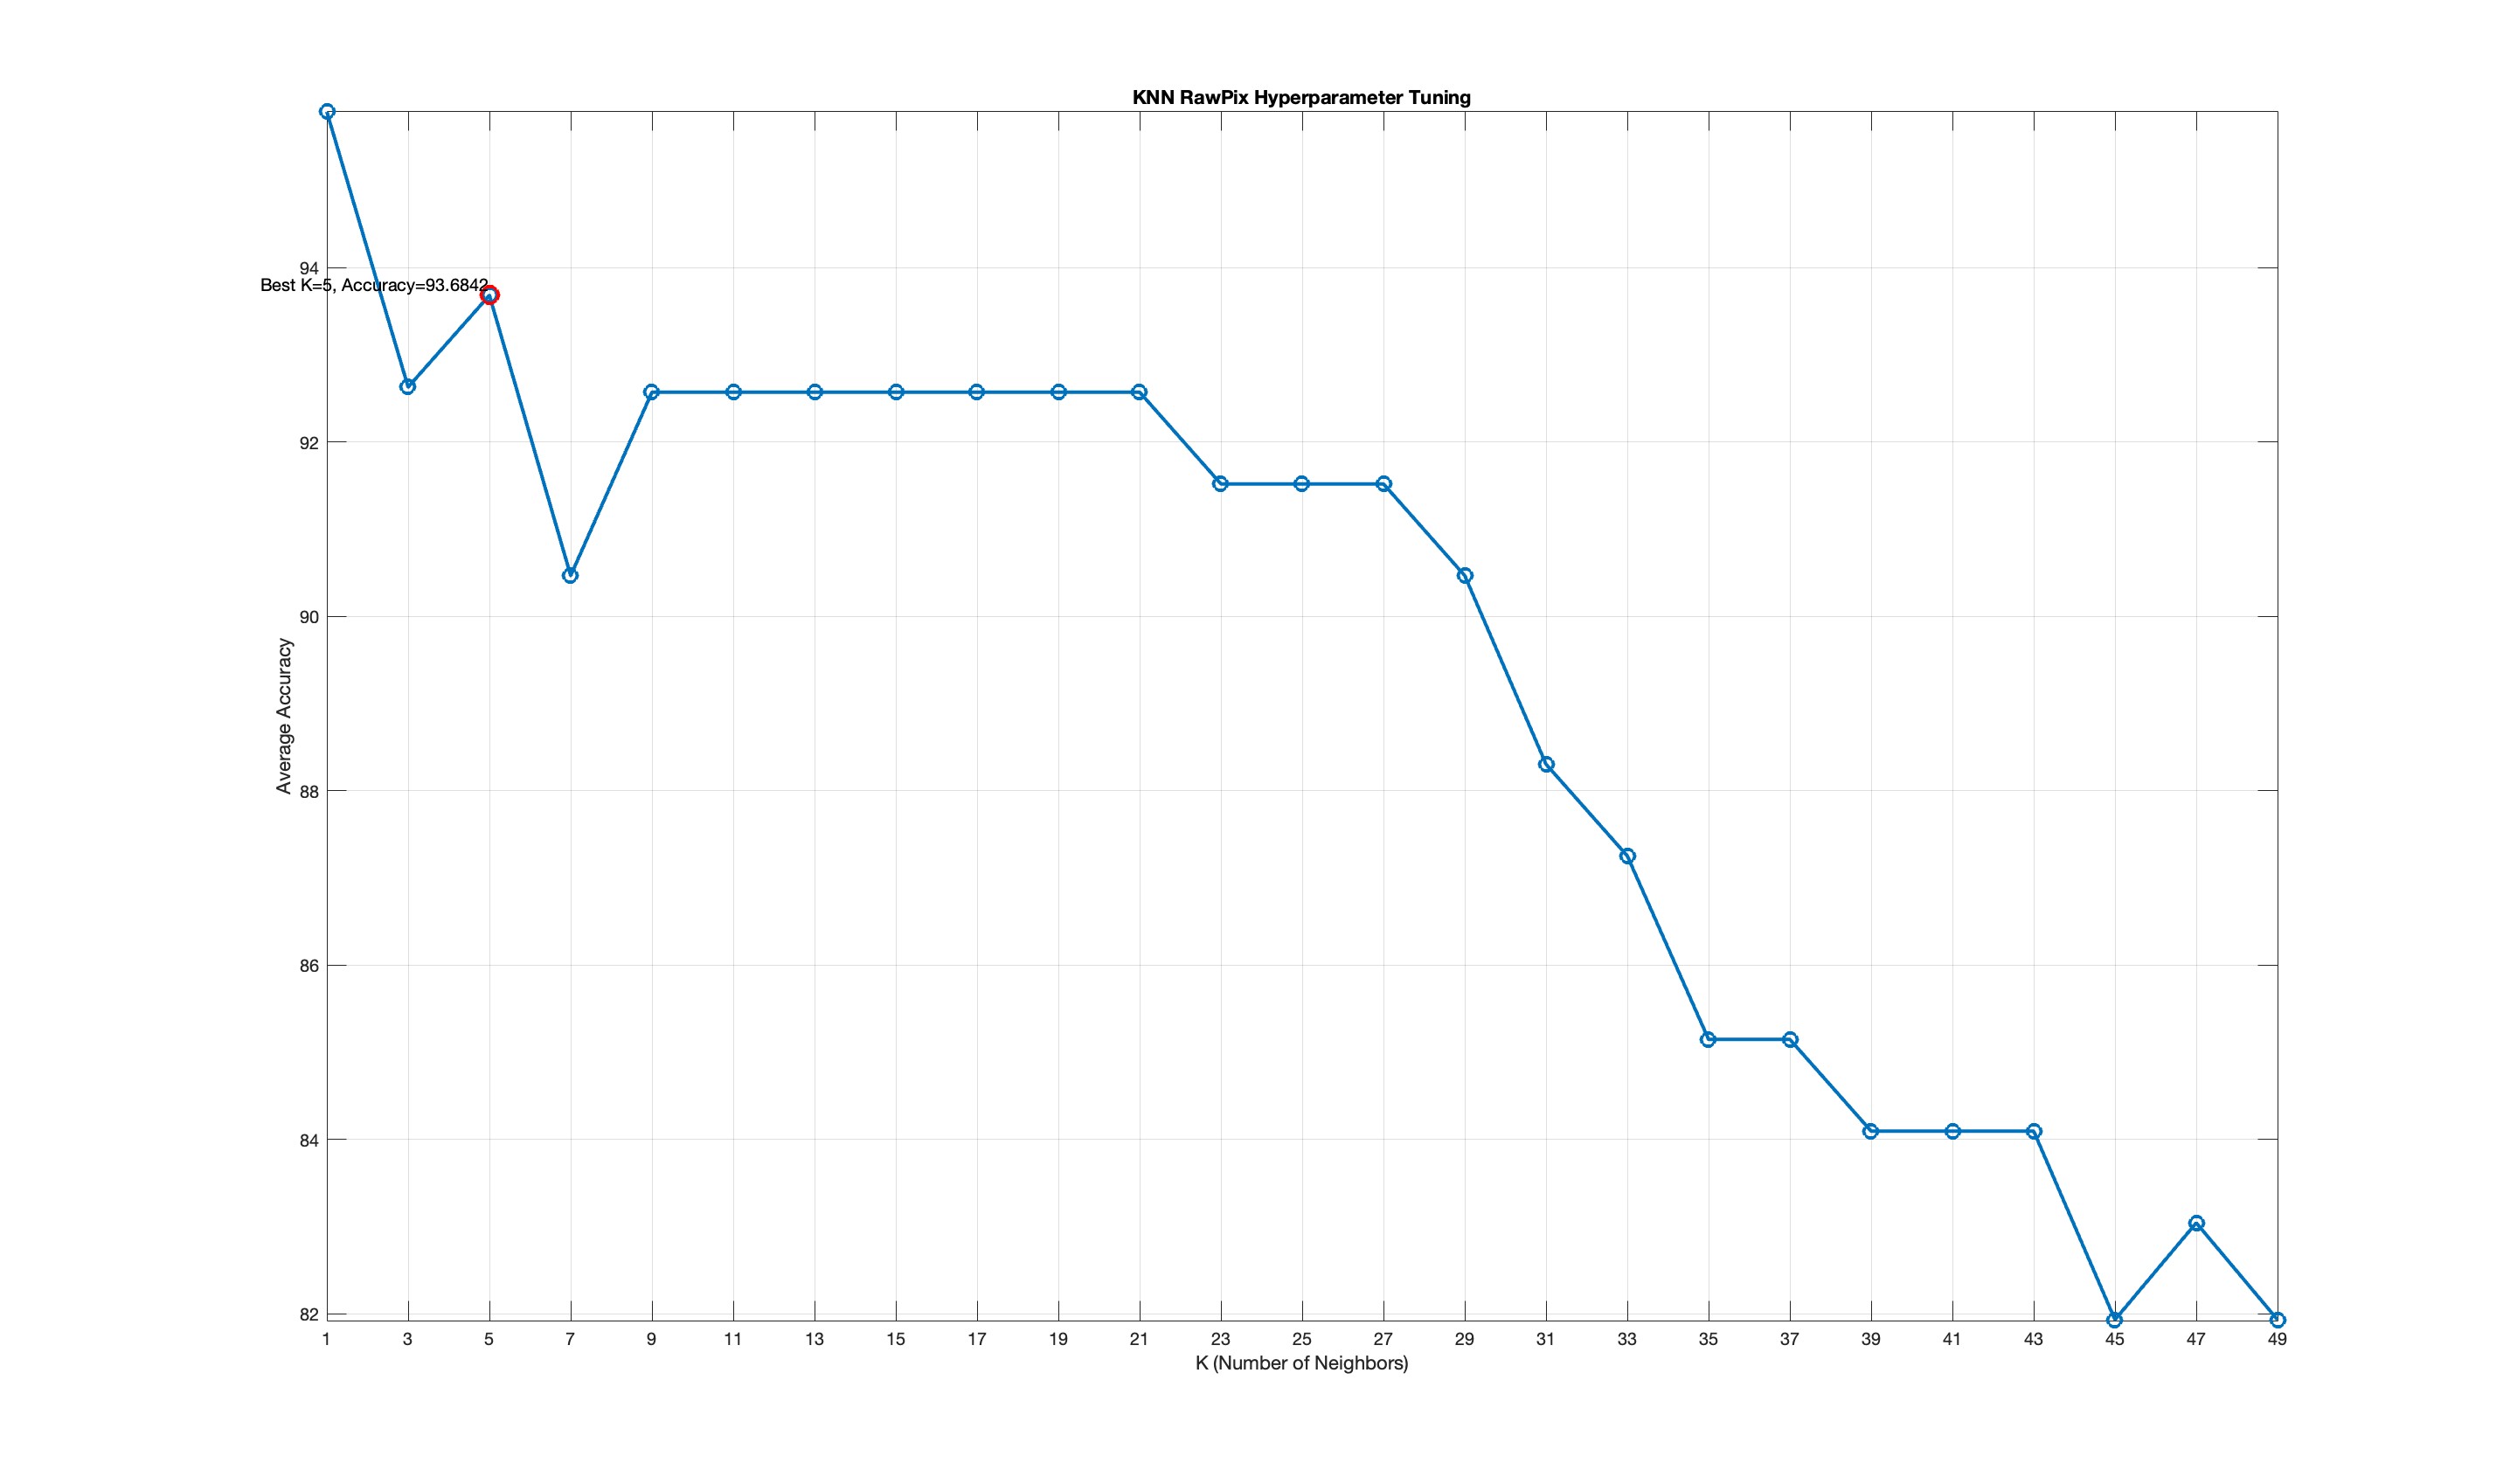 KNN RawPix Hyperparameter Tuning
94
Best K=5, Accuracy=93.6842
92
90
Average Accuracy
88
86
84
82
1 3 5 7 9 11 13 15 17 19 21 23 25 27 29 31 33 35 37 39 41 43 45 47 49
K (Number of Neighbors)